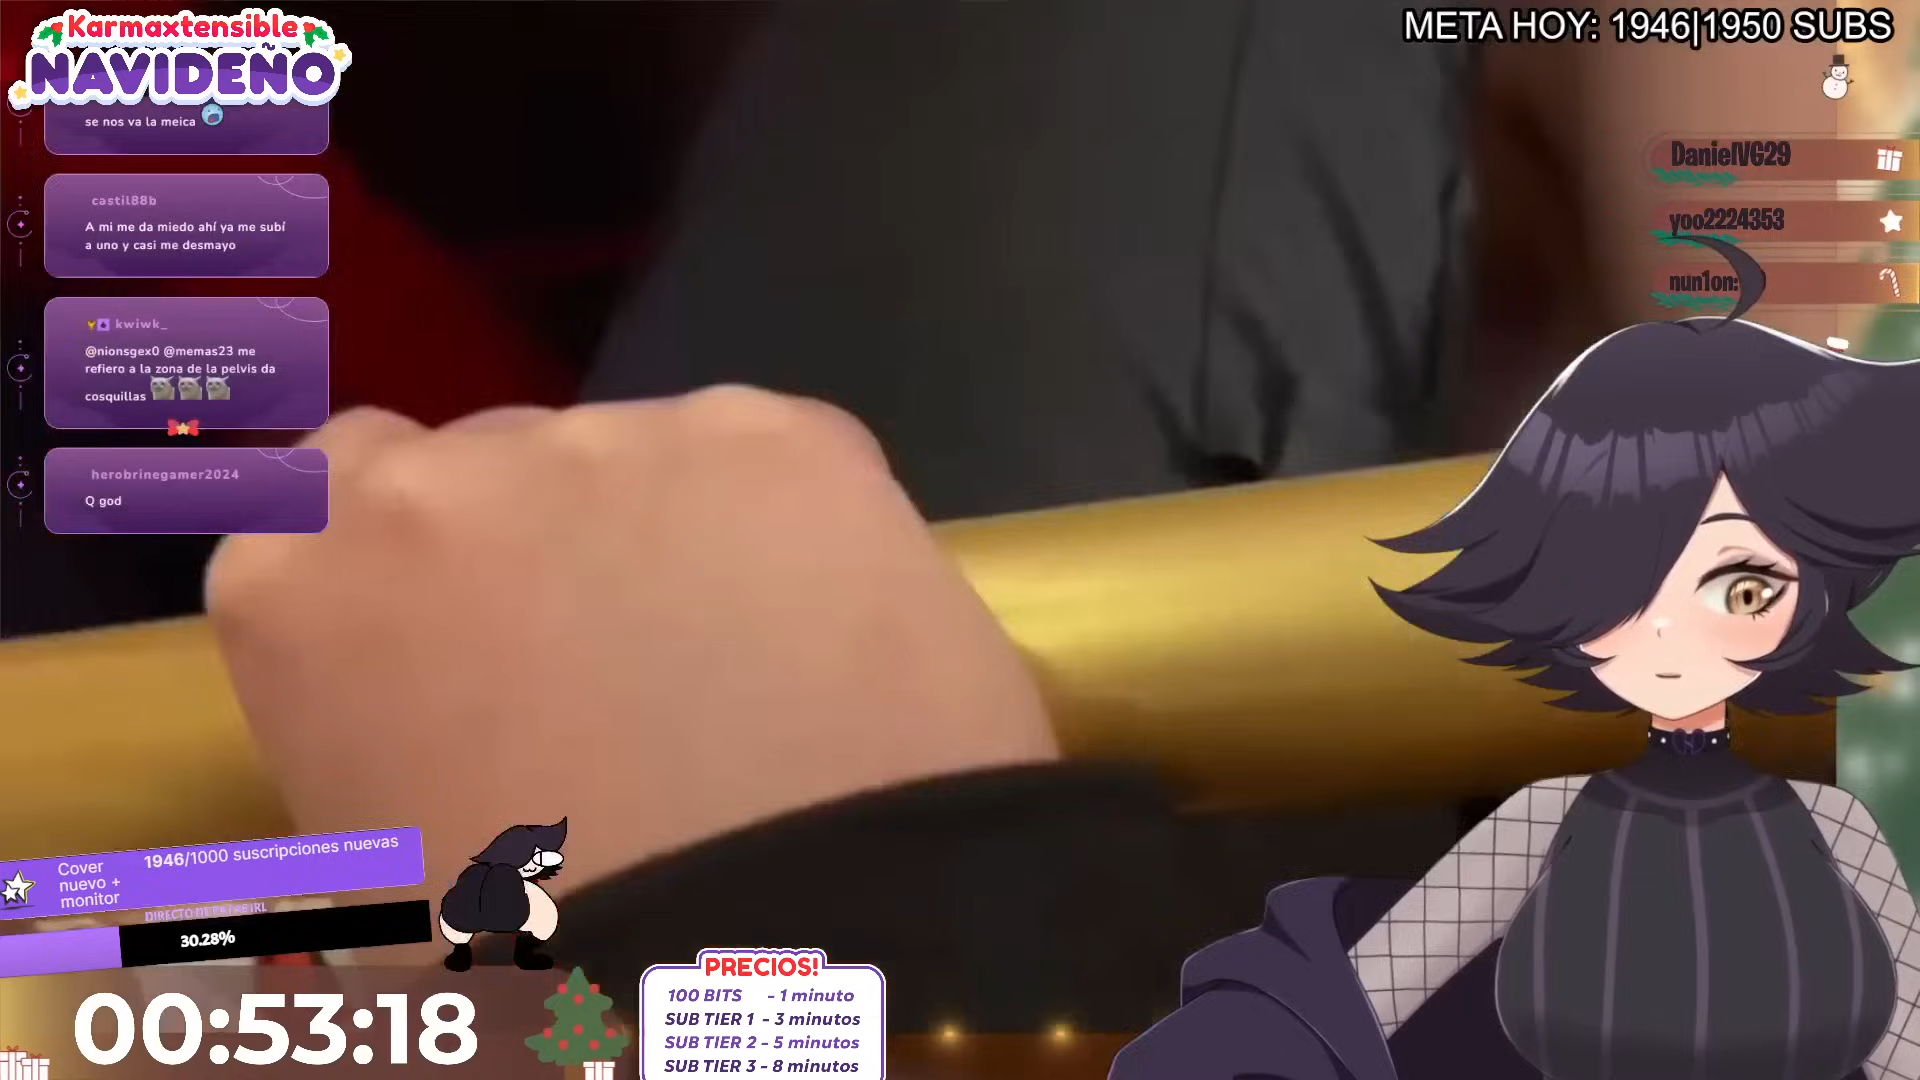 Karmaxtensible
NAVIDEÑO
se nos va la meica
castil88b
A mi me da miedo ahí ya me subí
a uno y casi me desmayo
kwiwk_
@nionsgex0 @memas23 me
refiero a la zona de la pelvis da
cosquillas
herobrinegamer2024
Q god
META HOY: 1946|1950 SUBS
DanielVG29
yoo2224353
nun1on:
Cover
nuevo +
monitor
1946/1000 suscripciones nuevas
30.28%
00:53:18
PRECIOS!
100 BITS - 1 minuto
SUB TIER 1 - 3 minutos
SUB TIER 2 - 5 minutos
SUB TIER 3 - 8 minutos